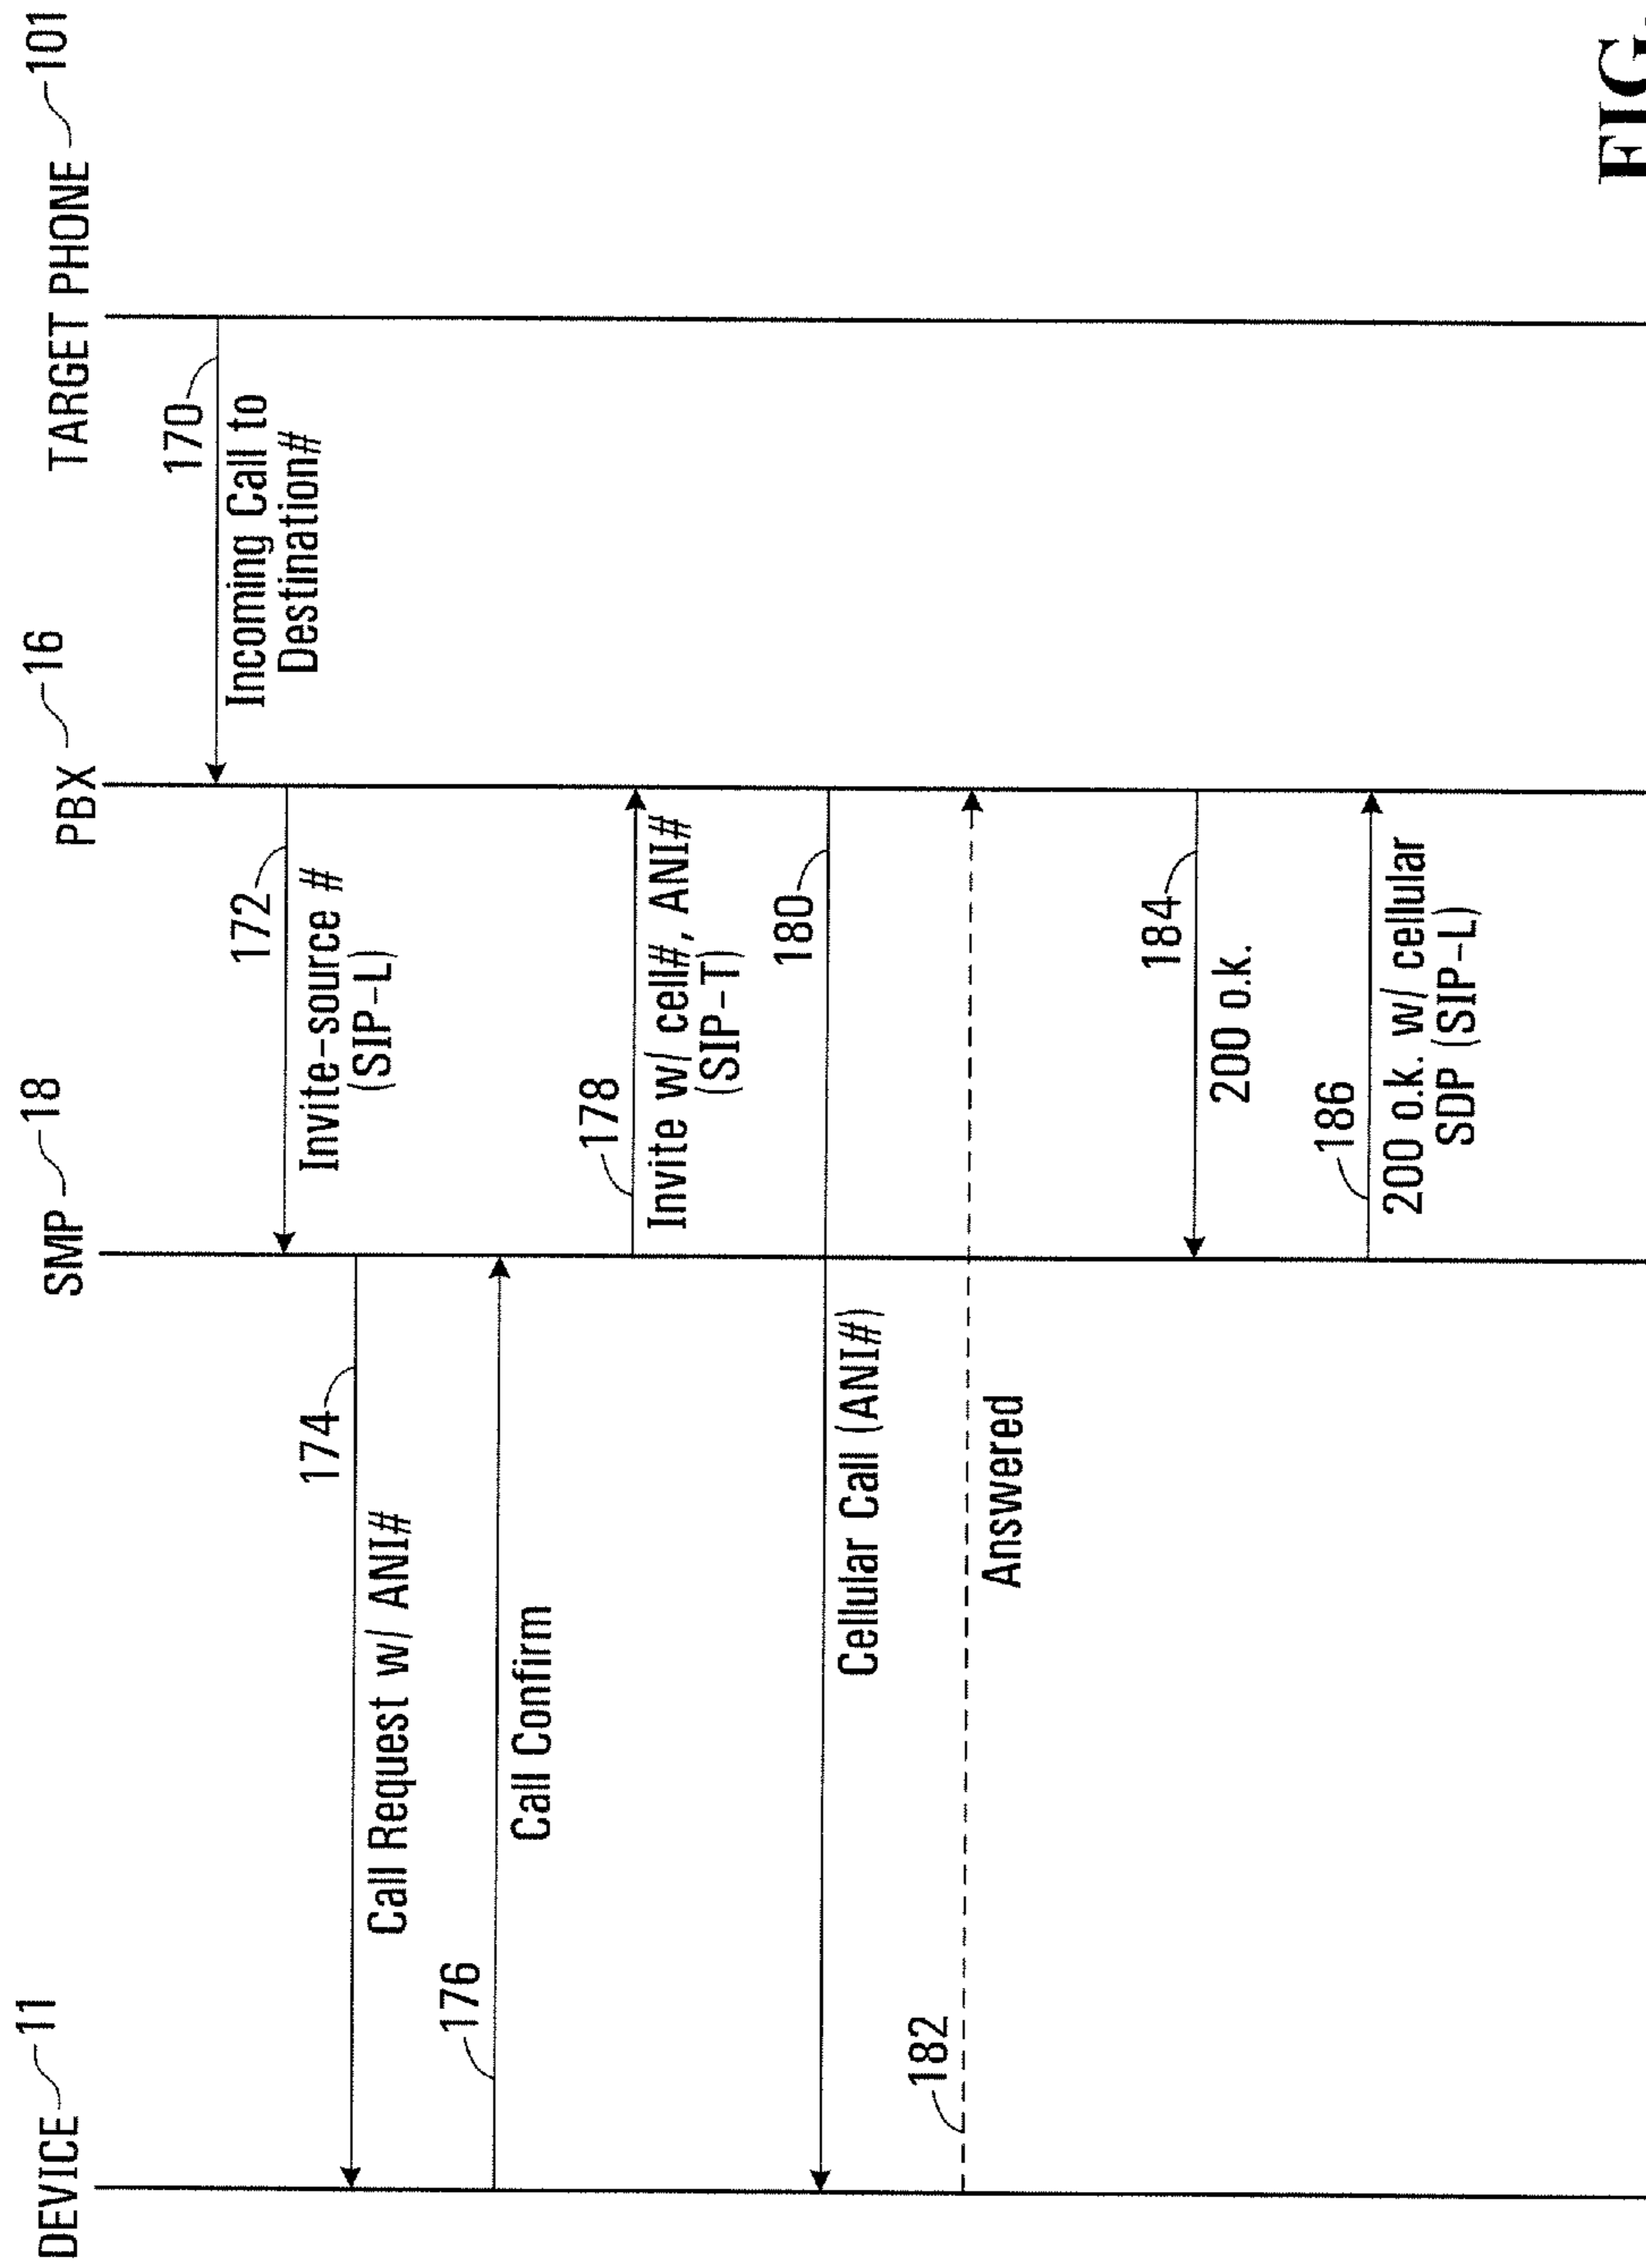 DEVICE 11
SMP 18
PBX 16
TARGET PHONE 101
170
Incoming Call to
Destination#
172
Invite-source #
(SIP-L)
174
Call Request w/ ANI#
176
Call Confirm
178
Invite w/ cell#, ANI#
(SIP-T)
180
Cellular Call (ANI#)
182
Answered
184
200 o.k.
186
200 o.k. w/ cellular
SDP (SIP-L)
FIG.